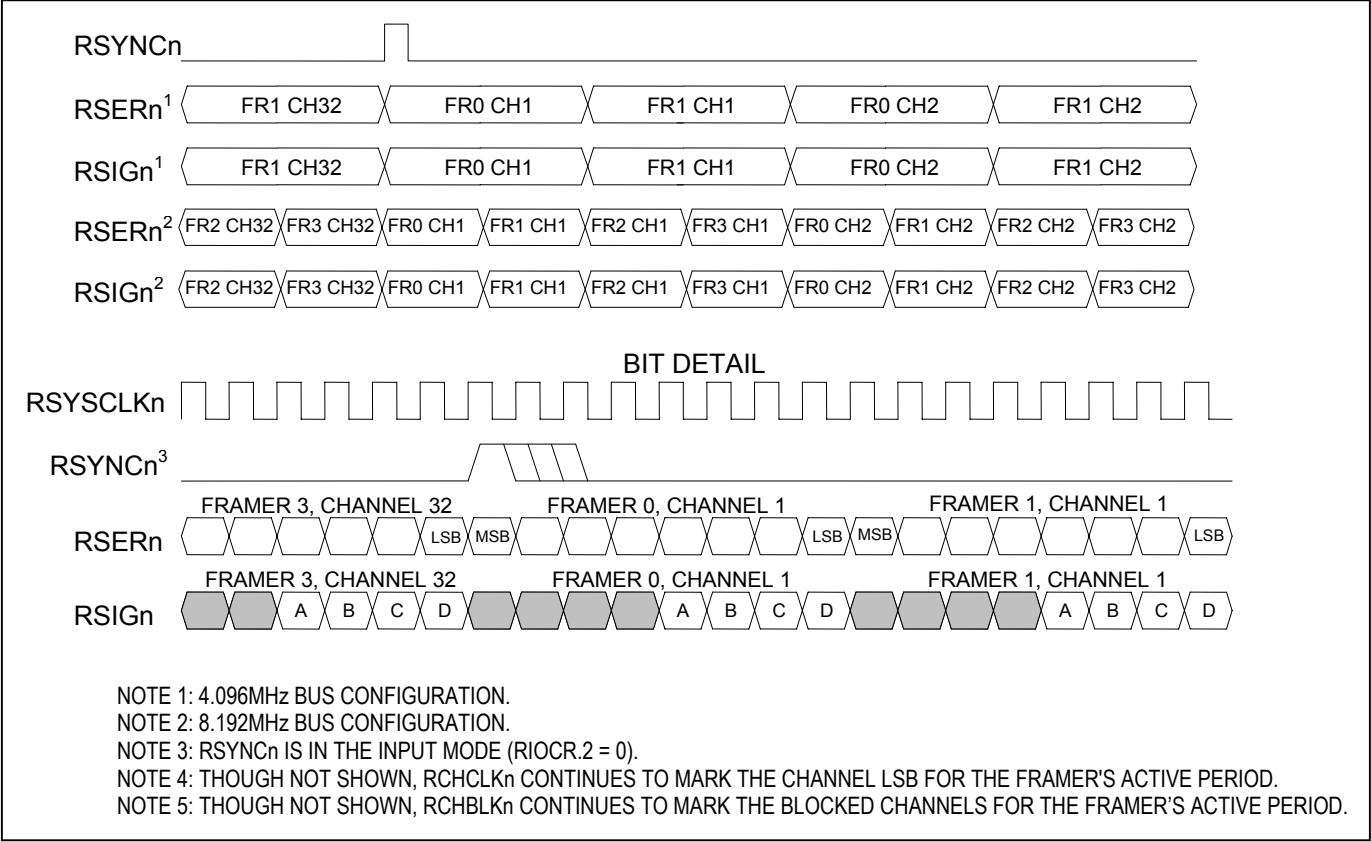 RSYNCn
RSERn1 FR1 CH32 FR0 CH1 FR1 CH1 FR0 CH2 FR1 CH2
RSIGn1 FR1 CH32 FR0 CH1 FR1 CH1 FR0 CH2 FR1 CH2
RSERn2 FR2 CH32 FR3 CH32 FR0 CH1 FR1 CH1 FR2 CH1 FR3 CH1 FR0 CH2 FR1 CH2 FR2 CH2 FR3 CH2
RSIGn2 FR2 CH32 FR3 CH32 FR0 CH1 FR1 CH1 FR2 CH1 FR3 CH1 FR0 CH2 FR1 CH2 FR2 CH2 FR3 CH2
BIT DETAIL
RSYSCLKn
RSYNCn3
FRAMER 3, CHANNEL 32 FRAMER 0, CHANNEL 1 FRAMER 1, CHANNEL 1
RSERn LSB MSB LSB MSB LSB
FRAMER 3, CHANNEL 32 FRAMER 0, CHANNEL 1 FRAMER 1, CHANNEL 1
RSIGn A B C D A B C D A B C D
NOTE 1: 4.096MHz BUS CONFIGURATION.
NOTE 2: 8.192MHz BUS CONFIGURATION.
NOTE 3: RSYNCn IS IN THE INPUT MODE (RIOCR.2 = 0).
NOTE 4: THOUGH NOT SHOWN, RCHCLKn CONTINUES TO MARK THE CHANNEL LSB FOR THE FRAMER'S ACTIVE PERIOD.
NOTE 5: THOUGH NOT SHOWN, RCHBLKn CONTINUES TO MARK THE BLOCKED CHANNELS FOR THE FRAMER’S ACTIVE PERIOD.